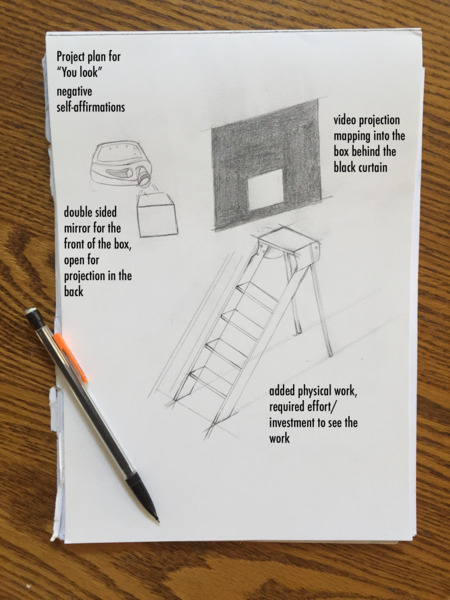 Project plan for
"You look"
negative
self-affirmations
video projection
mapping into the
box behind the
black curtain
double sided
mirror for the
front of the box,
open for
projection in the
back
added physical work,
required effort/
investment to see the
work